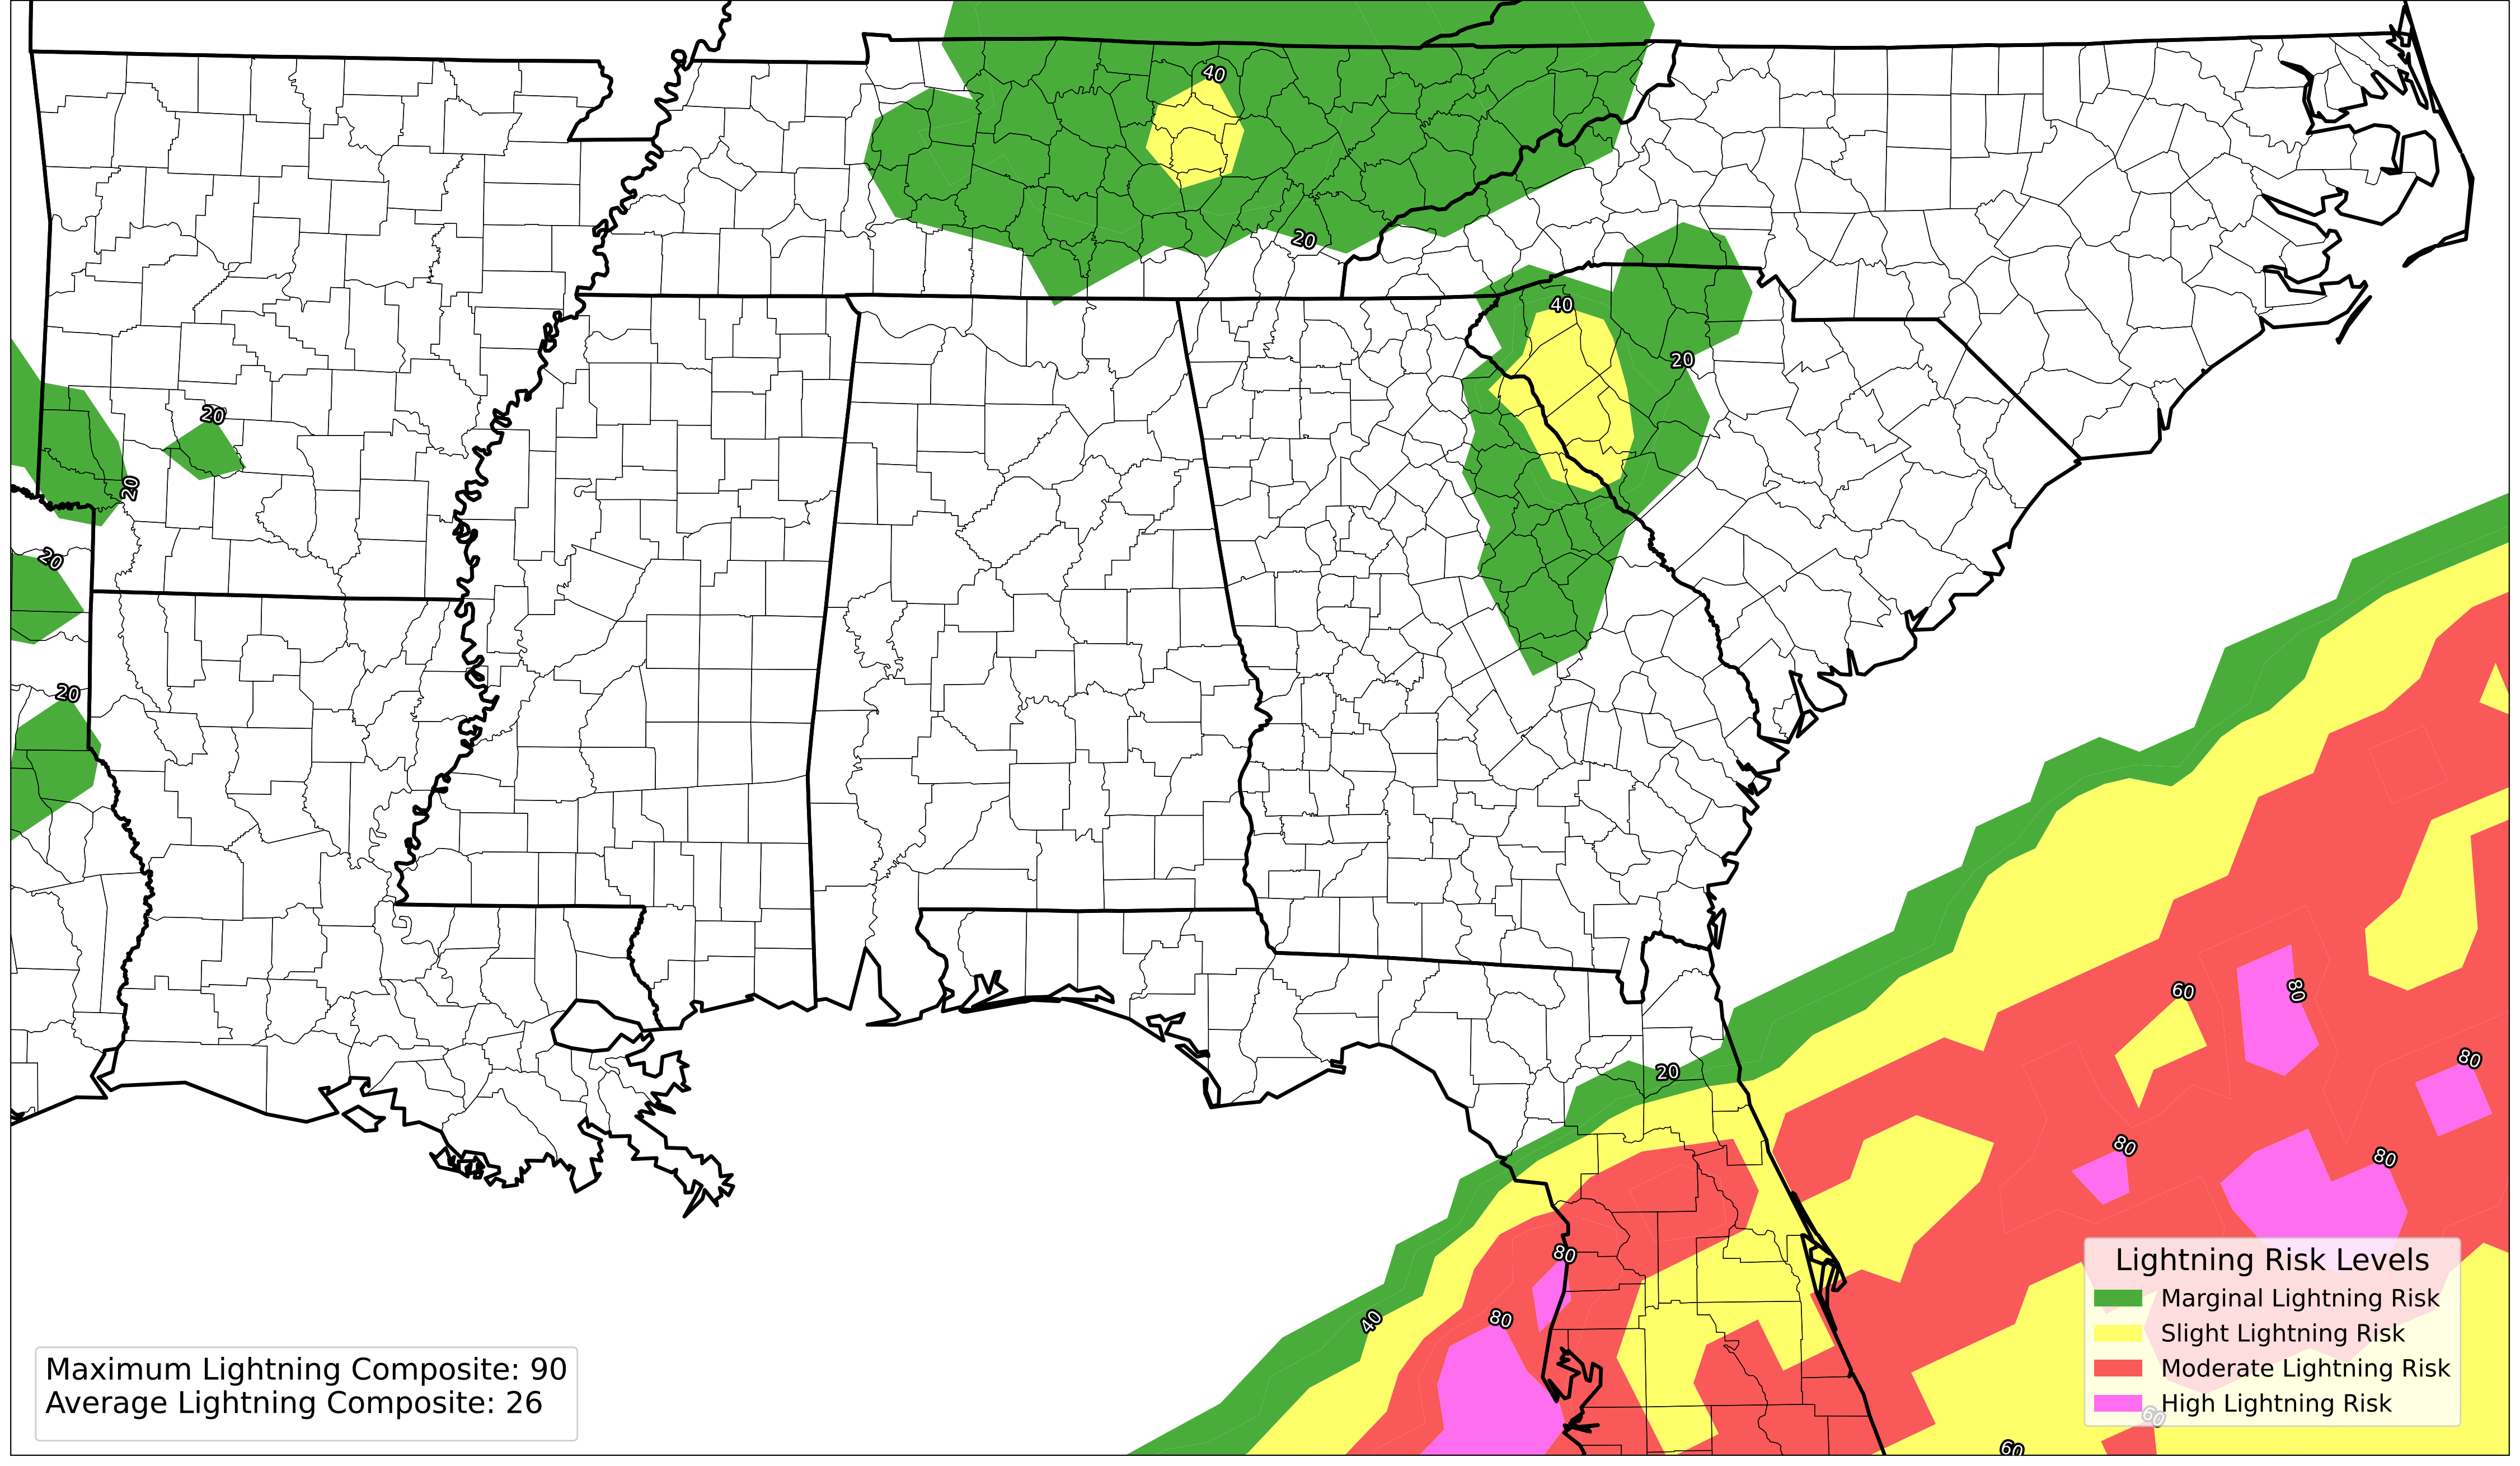 40
20
40
20
20
20
20
20
60
80
80
20
80
80
80
80
40
60
60
Lightning Risk Levels
Marginal Lightning Risk
Slight Lightning Risk
Moderate Lightning Risk
High Lightning Risk
Maximum Lightning Composite: 90
Average Lightning Composite: 26